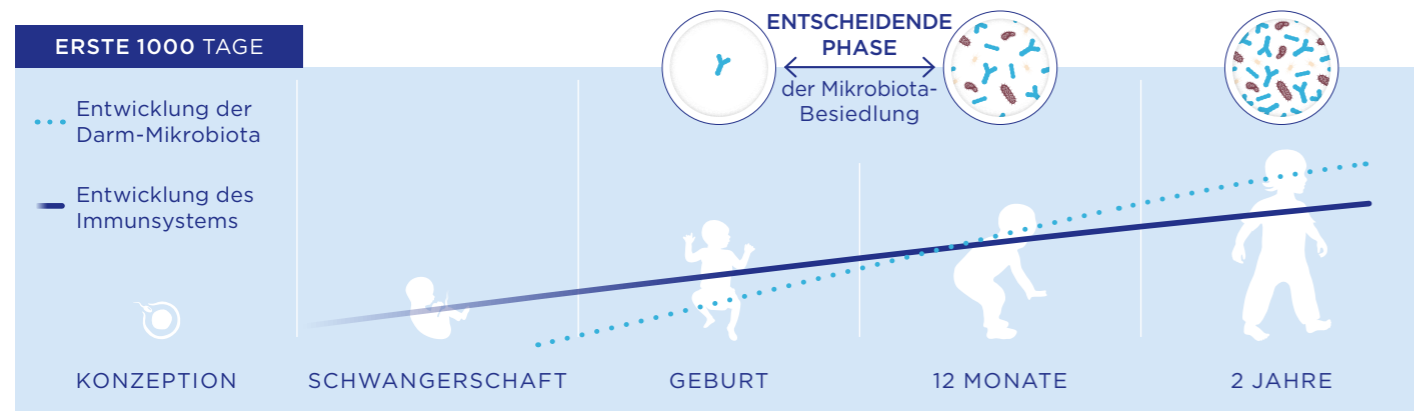 ERSTE 1000 TAGE
ENTSCHEIDENDE
PHASE
der Mikrobiota-
Besiedlung
Entwicklung der
Darm-Mikrobiota
Entwicklung des
Immunsystems
KONZEPTION
SCHWANGERSCHAFT
GEBURT
12 MONATE
2 JAHRE